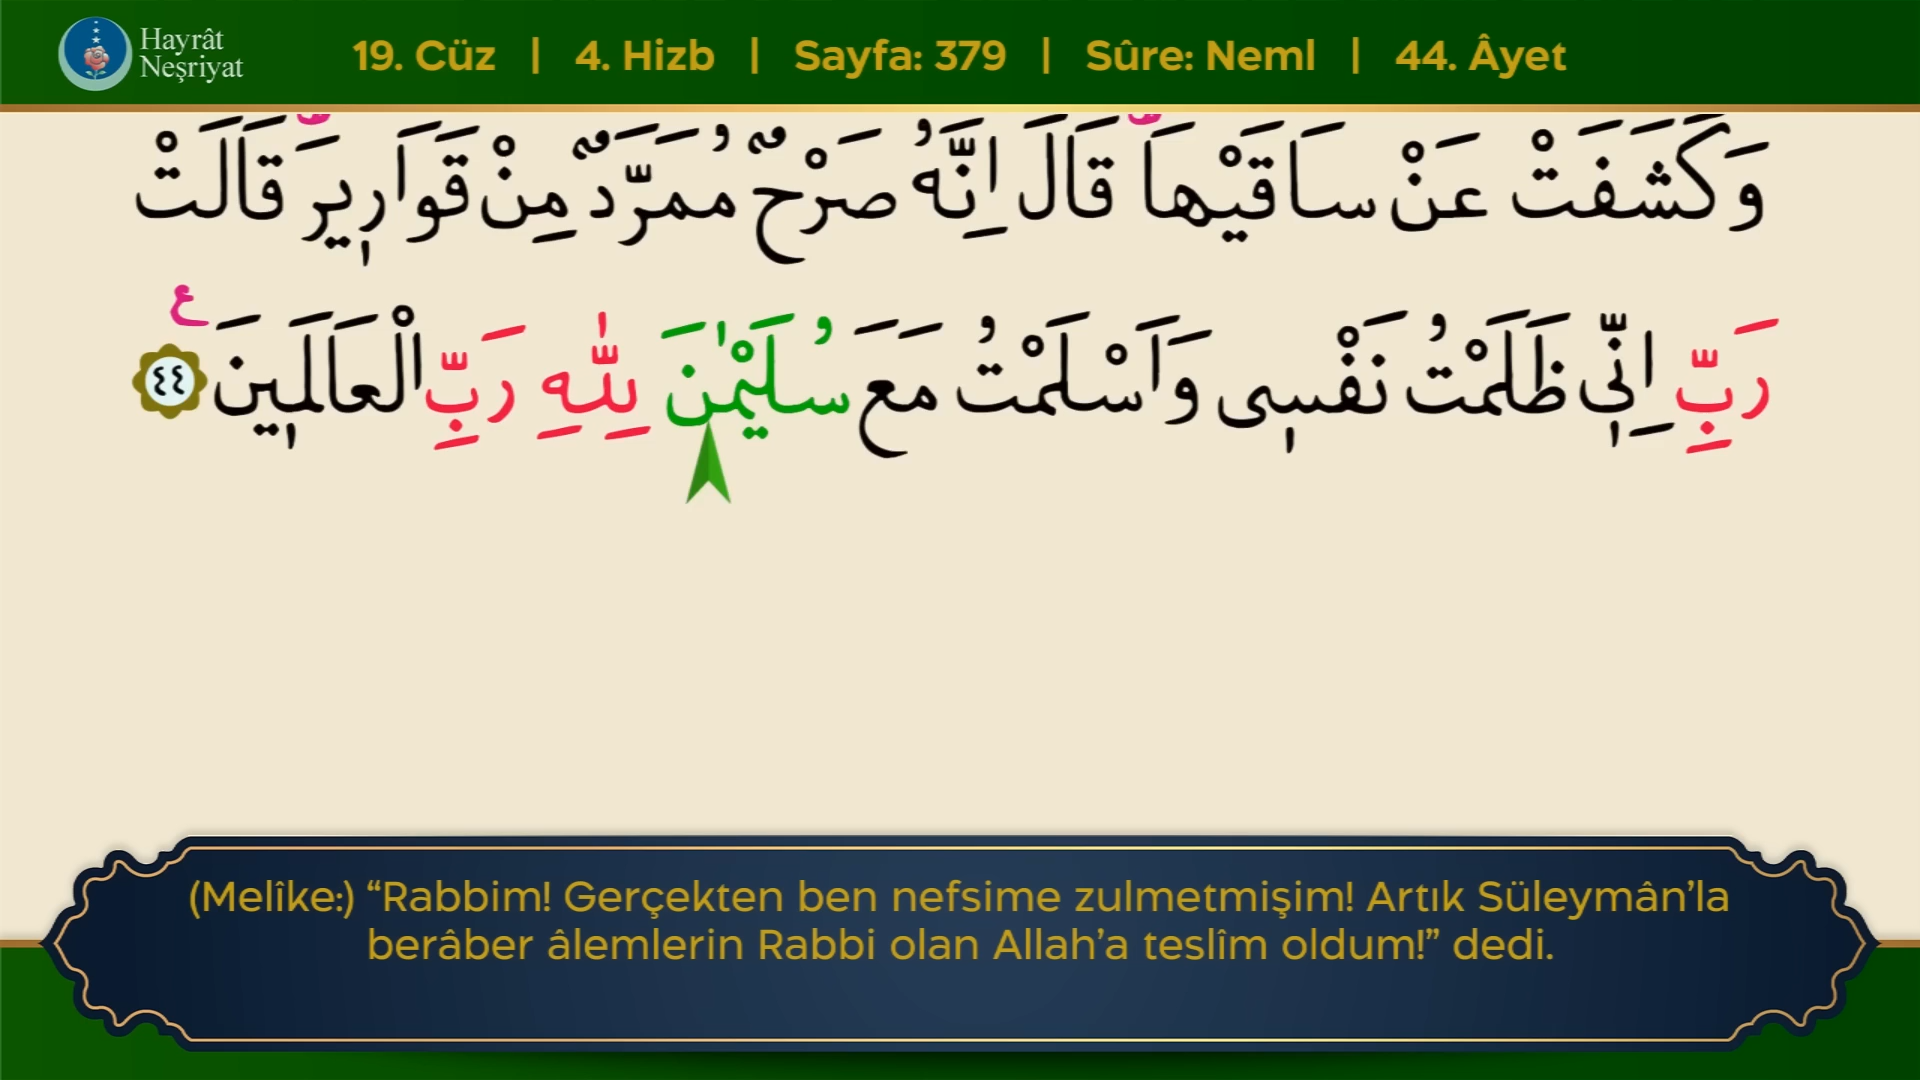 Hayrât
Neşriyat
19. Cüz | 4. Hizb | Sayfa: 379 | Sûre: Neml | 44. Âyet
وَكَشَفَتْ عَنْ سَاقَيْهَاۜ قَالَ اِنَّهُ صَرْحٌ مُمَرَّدٌ مِنْ قَوَار۪يرَۜ قَالَتْ
رَبِّ اِنّ۪ي ظَلَمْتُ نَفْس۪ي وَاَسْلَمْتُ مَعَ سُلَيْمٰنَ لِلّٰهِ رَبِّ الْعَالَم۪ينَ ع ٤٤
(Melîke:) “Rabbim! Gerçekten ben nefsime zulmetmişim! Artık Süleymân’la
berâber âlemlerin Rabbi olan Allah’a teslîm oldum!” dedi.